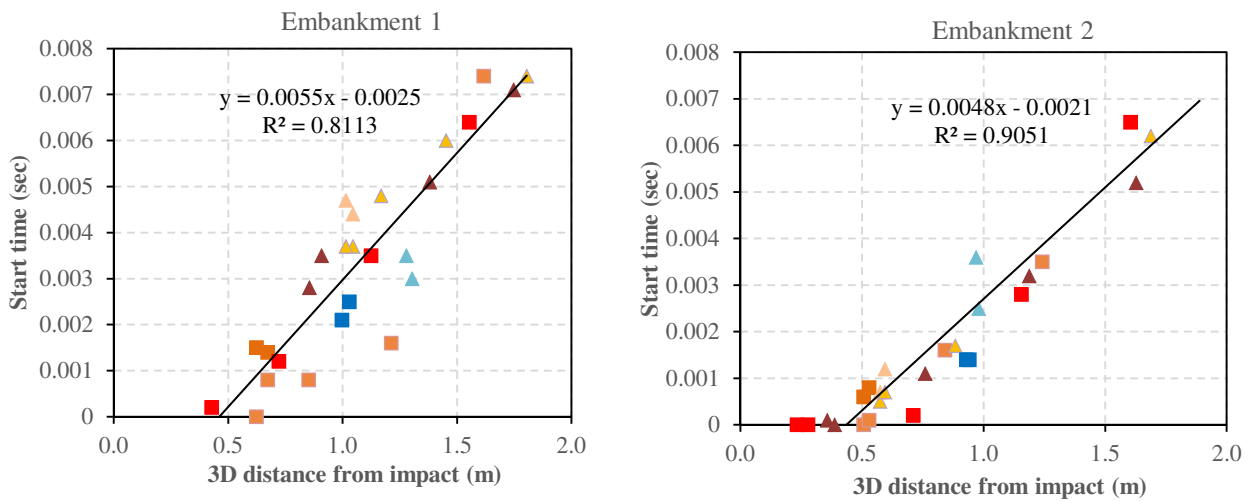 Embankment 1
0.008
0.007
0.006
0.005
0.004
0.003
0.002
0.001
0
Start time (sec)
y = 0.0055x - 0.0025
R² = 0.8113
0.0 0.5 1.0 1.5 2.0
3D distance from impact (m)
Embankment 2
0.008
0.007
0.006
0.005
0.004
0.003
0.002
0.001
0
Start time (sec)
y = 0.0048x - 0.0021
R² = 0.9051
0.0 0.5 1.0 1.5 2.0
3D distance from impact (m)